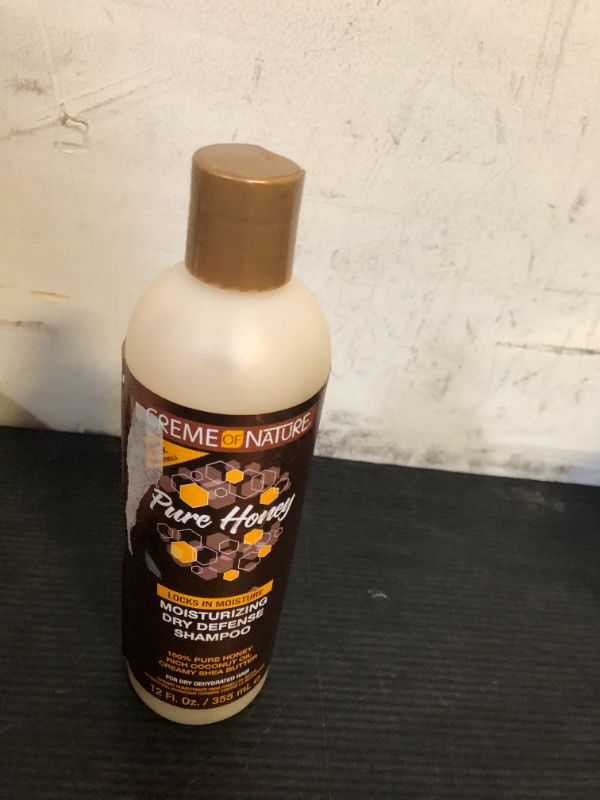 CREME OF NATURE
Pure Honey
LOCKS IN MOISTURE
MOISTURIZING
DRY DEFENSE
SHAMPOO
100% PURE HONEY
RICH COCONUT OIL
CREAMY SHEA BUTTER
FOR DRY DEHYDRATED HAIR
12 Fl. Oz. / 355 mL e